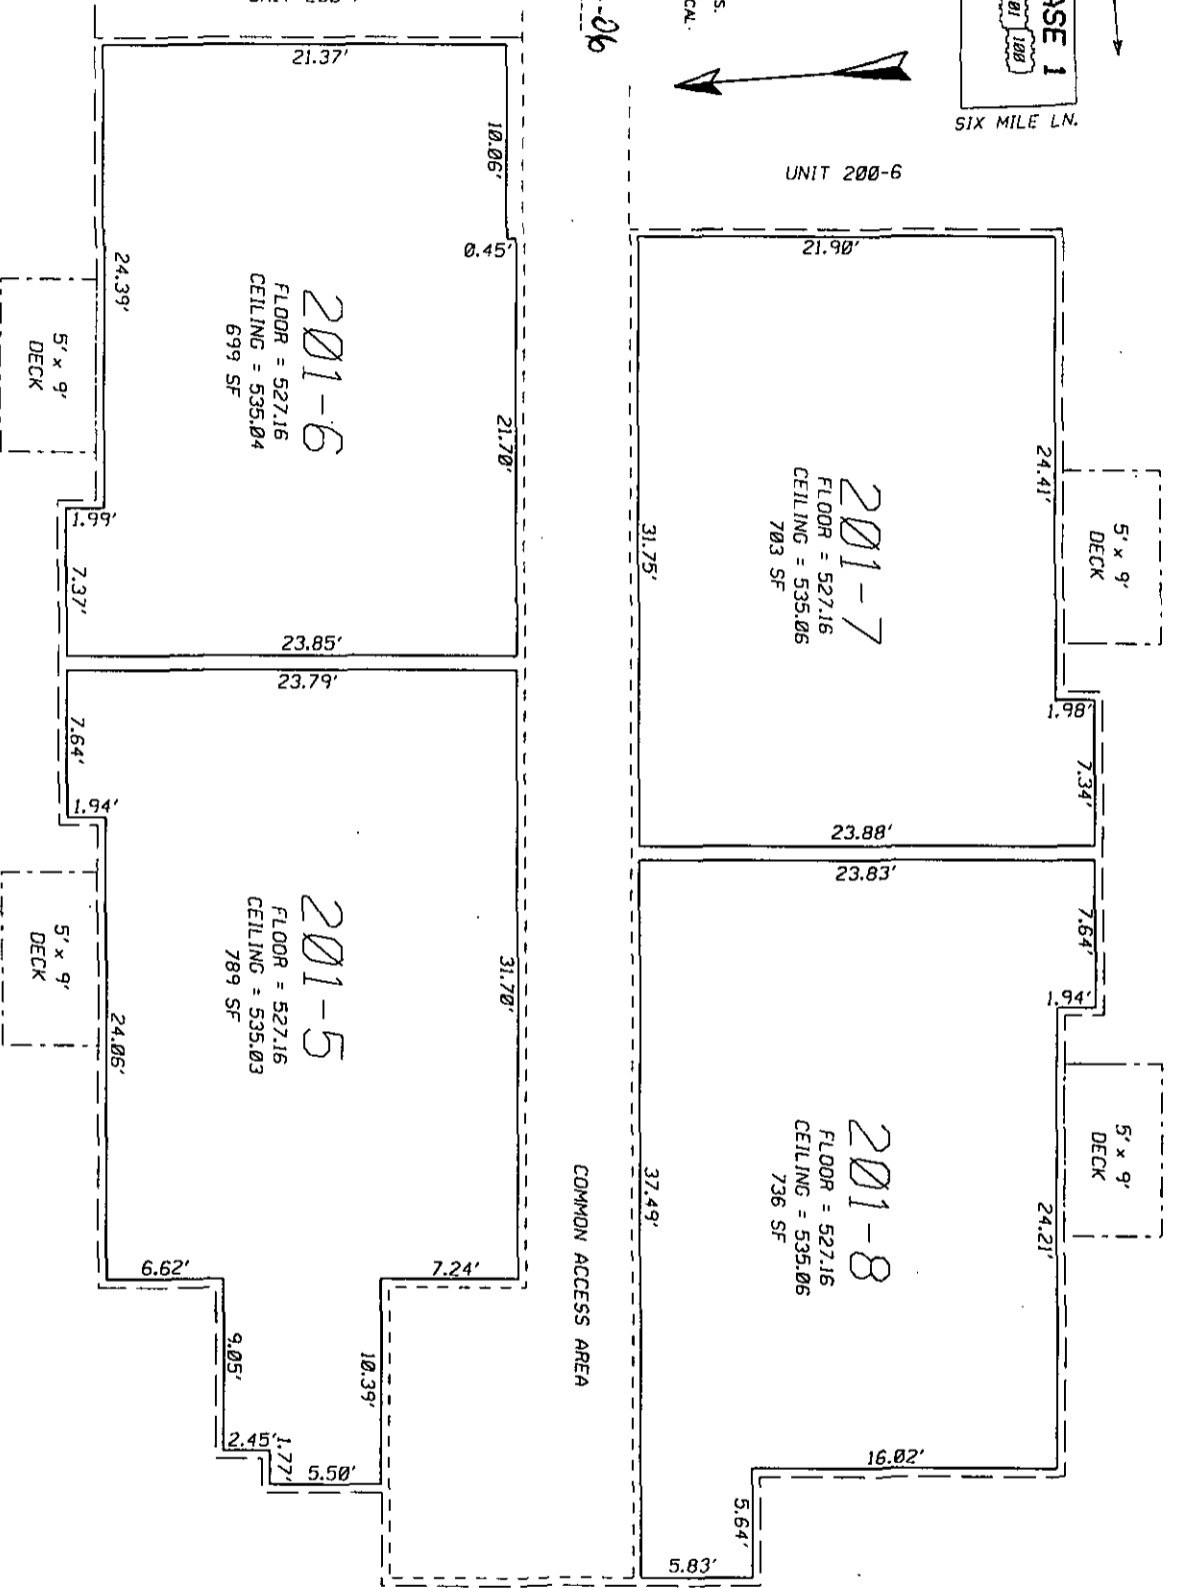 S.
CAL.
-06
ASE 1
01
100
SIX MILE LN.
UNIT 200-6
21.37'
10.06'
0.45'
21.70'
24.39'
201-6
FLOOR = 527.16
CEILING = 535.04
699 SF
5' x 9'
DECK
1.99'
7.37'
23.85'
21.90'
24.41'
201-7
FLOOR = 527.16
CEILING = 535.06
703 SF
31.75'
5' x 9'
DECK
1.98'
7.34'
23.88'
23.79'
7.64'
1.94'
201-5
FLOOR = 527.16
CEILING = 535.03
789 SF
31.70'
5' x 9'
DECK
24.06'
6.62'
7.24'
9.05'
10.39'
2.45'
1.77'
5.50'
COMMON ACCESS AREA
23.83'
7.64'
1.94'
201-8
FLOOR = 527.16
CEILING = 535.06
736 SF
37.49'
5' x 9'
DECK
24.21'
16.02'
5.64'
5.83'